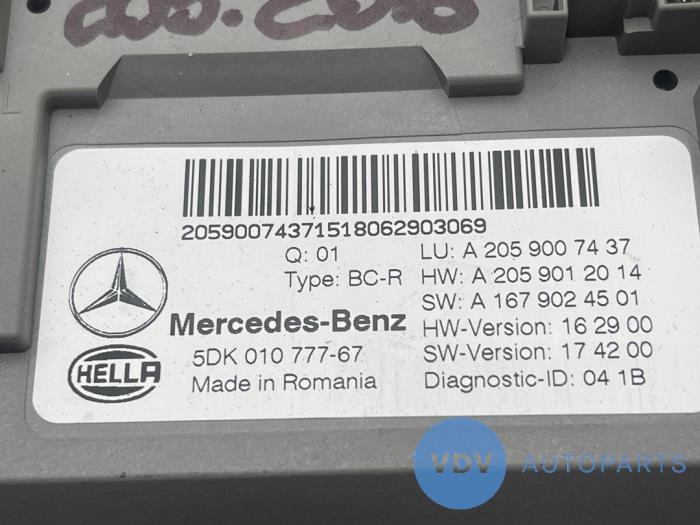 205900743715180629030​69
Q: 01
LU: A 205 900 74 37
Type: BC-R
HW: A 205 901 20 14
SW: A 167 902 45 01
Mercedes-Benz
HW-Version: 16 29 00
5DK 010 777-67
SW-Version: 17 42 00
HELLA
Made in Romania
Diagnostic-ID: 04 1B
VDV AUTOPARTS